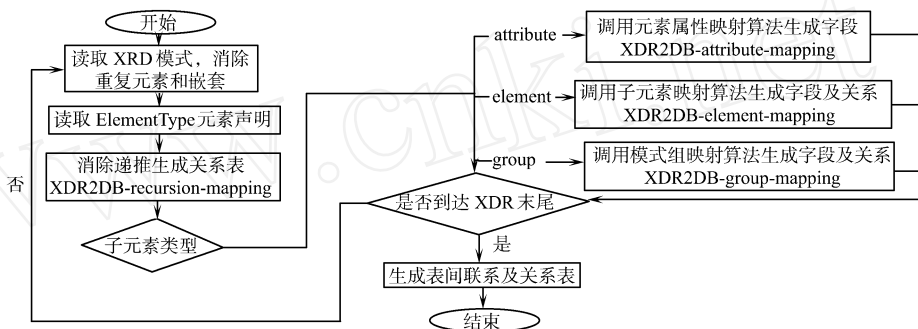 开始
读取 XRD 模式，消除
重复元素和嵌套
读取 ElementType 元素声明
消除递推生成关系表
XDR2DB-recursion-mapping
子元素类型
否
attribute
调用元素属性映射算法生成字段
XDR2DB-attribute-mapping
element
调用子元素映射算法生成字段及关系
XDR2DB-element-mapping
group
调用模式组映射算法生成字段及关系
XDR2DB-group-mapping
是否到达 XDR 末尾
是
生成表间联系及关系表
结束
www.cnki.net